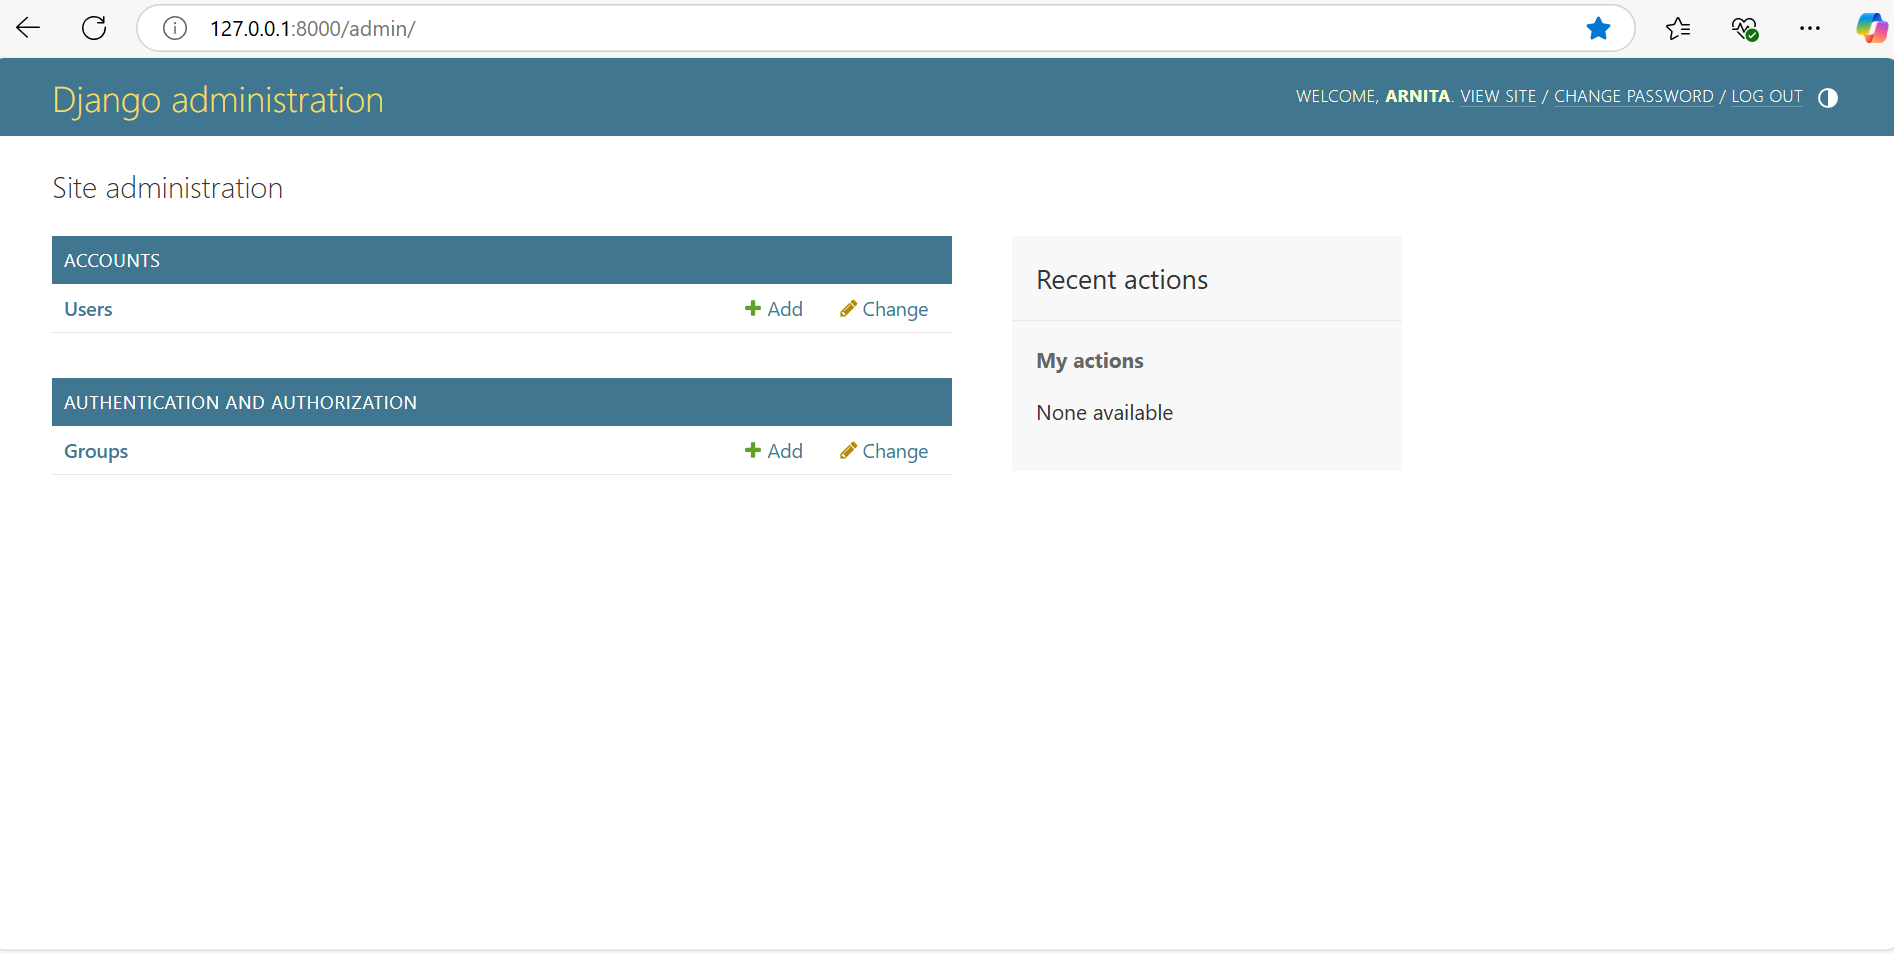 127.0.0.1:8000/admin/
Django administration
WELCOME, ARNITA. VIEW SITE / CHANGE PASSWORD / LOG OUT
Site administration
ACCOUNTS
Users Add Change
AUTHENTICATION AND AUTHORIZATION
Groups Add Change
Recent actions
My actions
None available